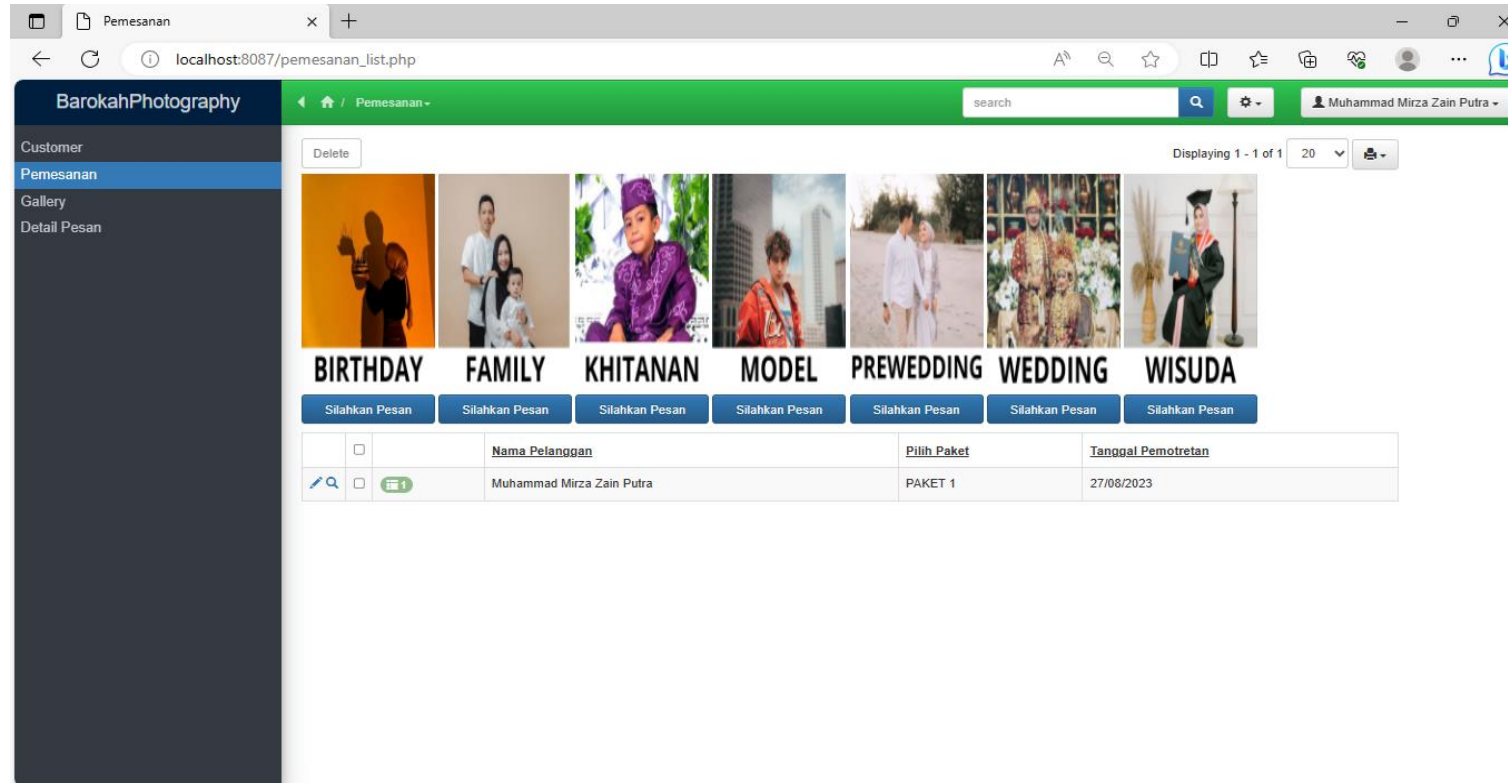 Pemesanan
localhost:8087/pemesanan_list.php
BarokahPhotography
/ Pemesanan
search
Muhammad Mirza Zain Putra
Customer
Pemesanan
Gallery
Detail Pesan
Delete
Displaying 1 - 1 of 1
20
BIRTHDAY FAMILY KHITANAN MODEL PREWEDDING WEDDING WISUDA
Silahkan Pesan Silahkan Pesan Silahkan Pesan Silahkan Pesan Silahkan Pesan Silahkan Pesan Silahkan Pesan
Nama Pelanggan Pilih Paket Tanggal Pemotretan
1 Muhammad Mirza Zain Putra PAKET 1 27/08/2023